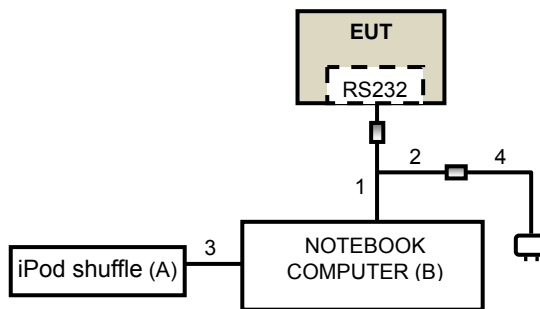 EUT
RS232
2
4
1
3
NOTEBOOK
COMPUTER (B)
iPod shuffle (A)